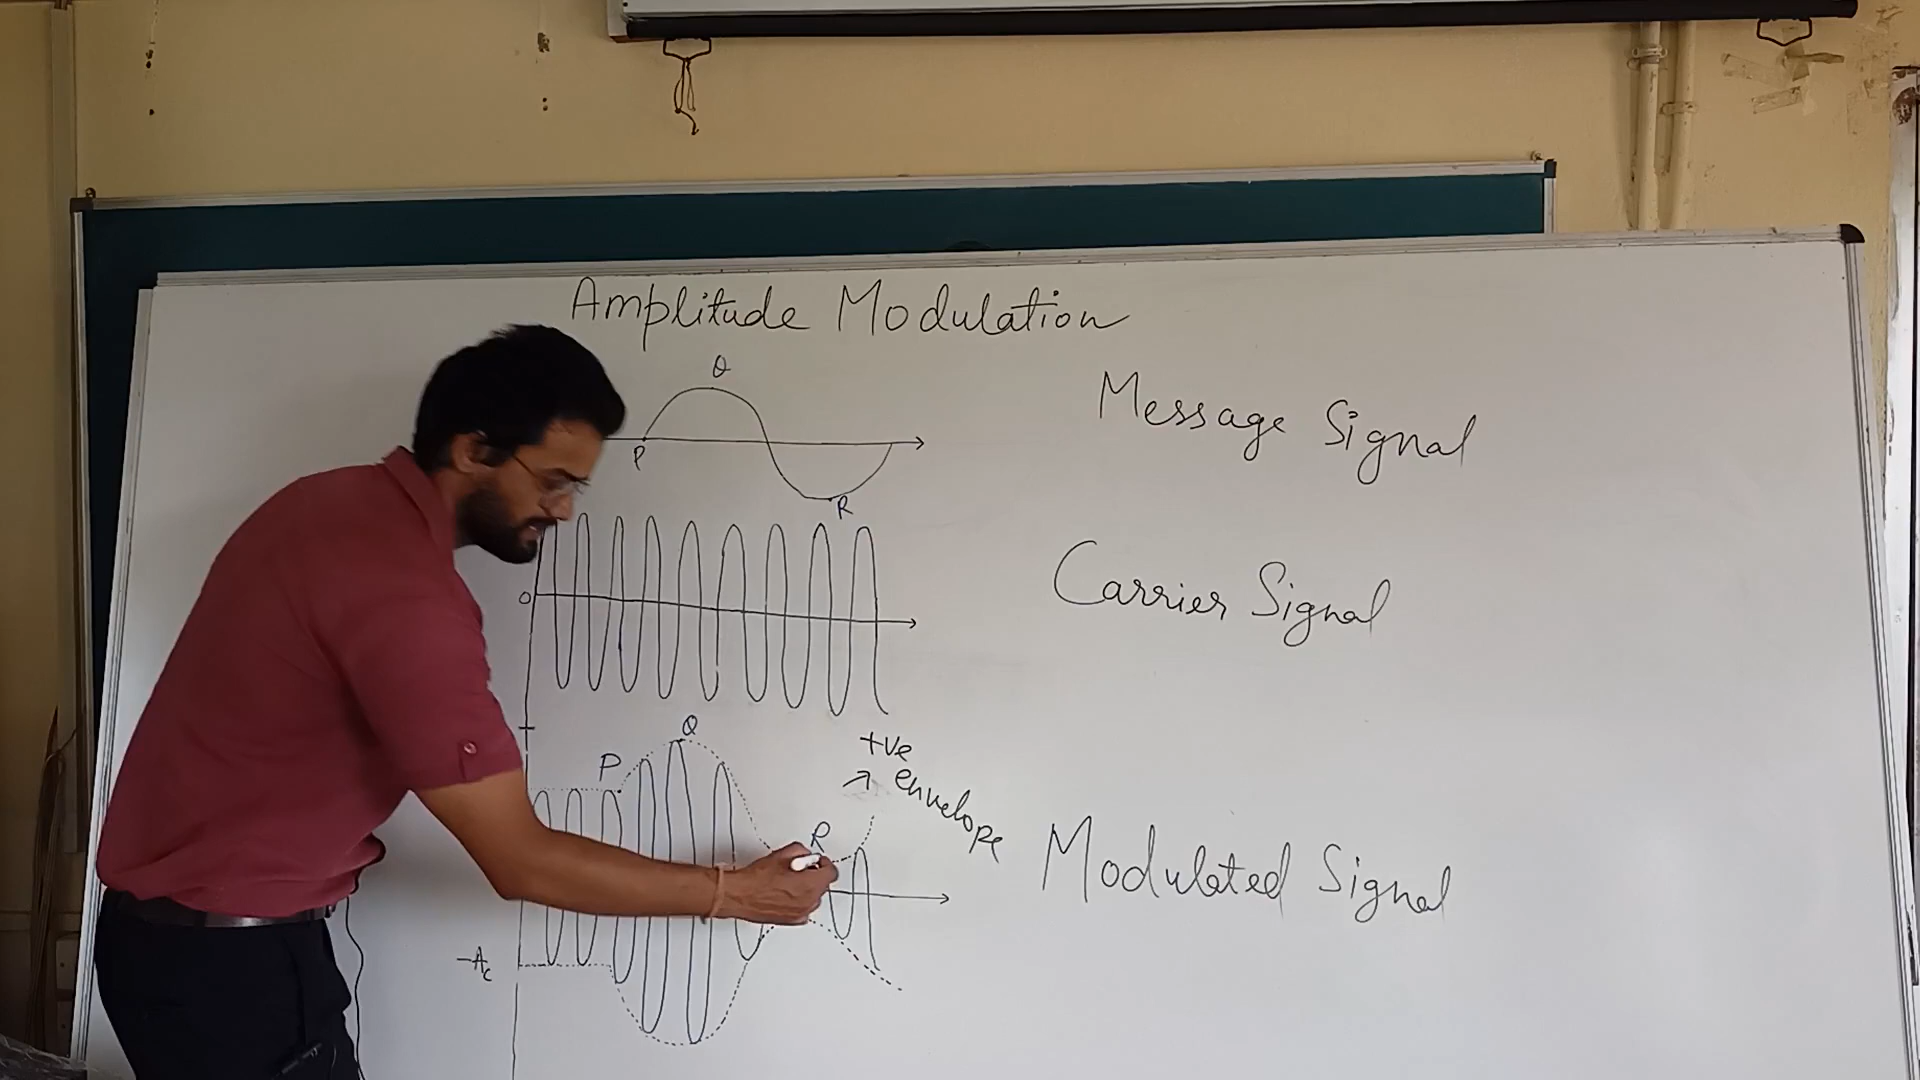 Amplitude Modulation
Q
P
R
Message Signal
0
Carrier Signal
Q
P
R
+ve
envelope
Modulated Signal
-Ac